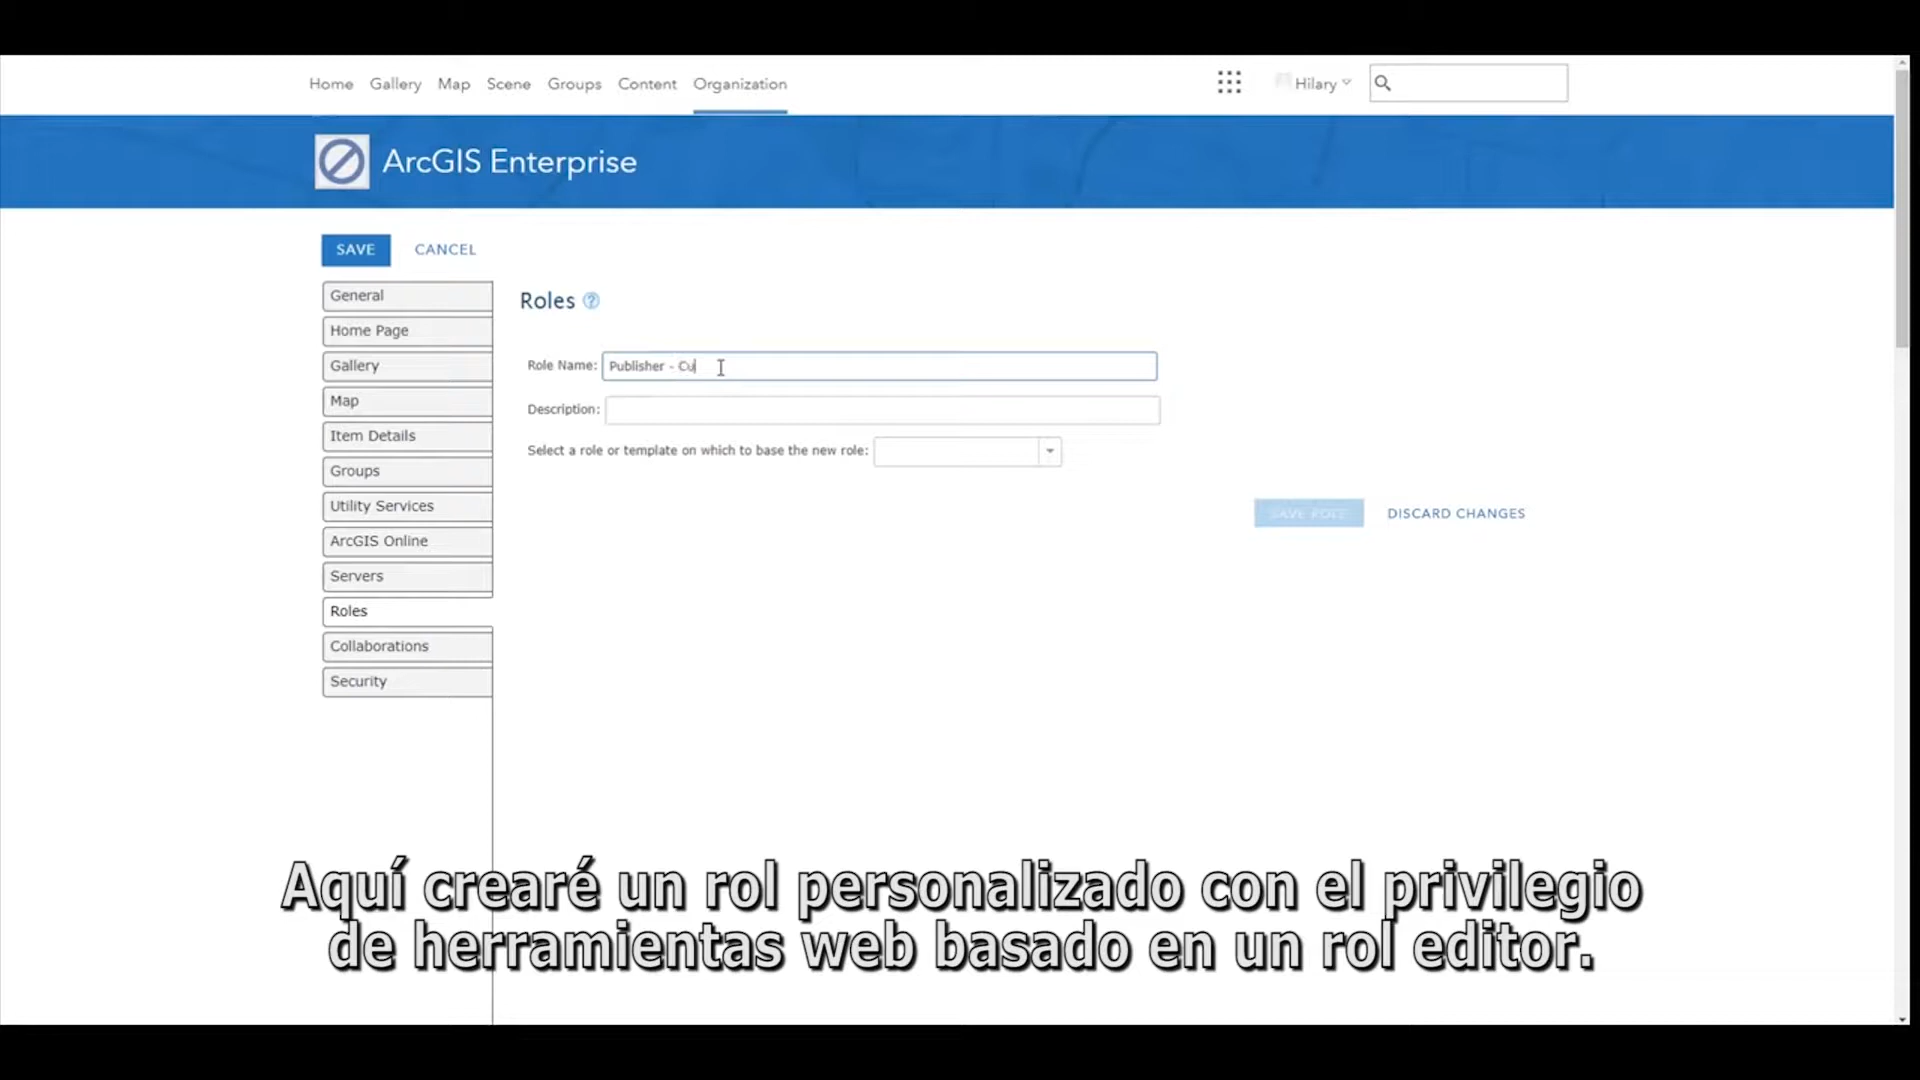 Home Gallery Map Scene Groups Content Organization Hilary
ArcGIS Enterprise
SAVE CANCEL
General
Home Page
Gallery
Map
Item Details
Groups
Utility Services
ArcGIS Online
Servers
Roles
Collaborations
Security
Roles ?
Role Name: Publisher - Cu
Description:
Select a role or template on which to base the new role:
SAVE ROLE DISCARD CHANGES
Aquí crearé un rol personalizado con el privilegio
de herramientas web basado en un rol editor.